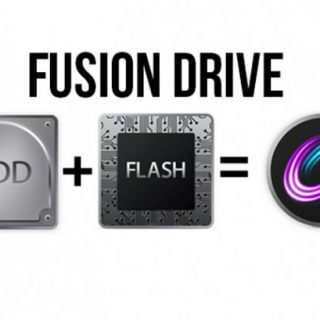 FUSION DRIVE
DD + FLASH =